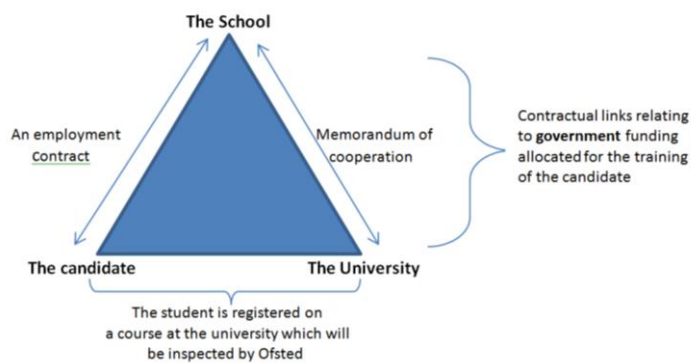 The School
An employment
Contract
Memorandum of
cooperation
Contractual links relating
to government funding
allocated for the training
of the candidate
The candidate
The University
The student is registered on
a course at the university which will
be inspected by Ofsted